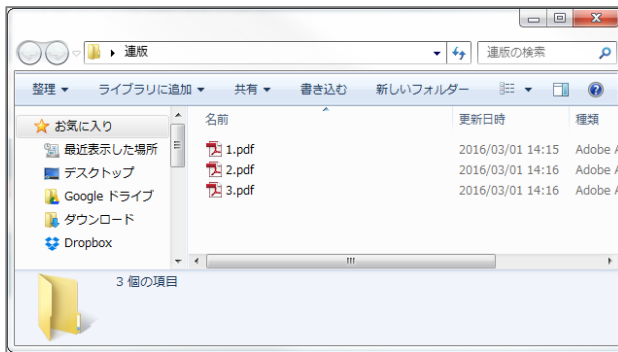 連版
連版の検索
整理 ライブラリに追加 共有 書き込む 新しいフォルダー
お気に入り
最近表示した場所
デスクトップ
Google ドライブ
ダウンロード
Dropbox
名前 更新日時 種類
1.pdf 2016/03/01 14:15 Adobe A
2.pdf 2016/03/01 14:16 Adobe A
3.pdf 2016/03/01 14:16 Adobe A
3 個の項目